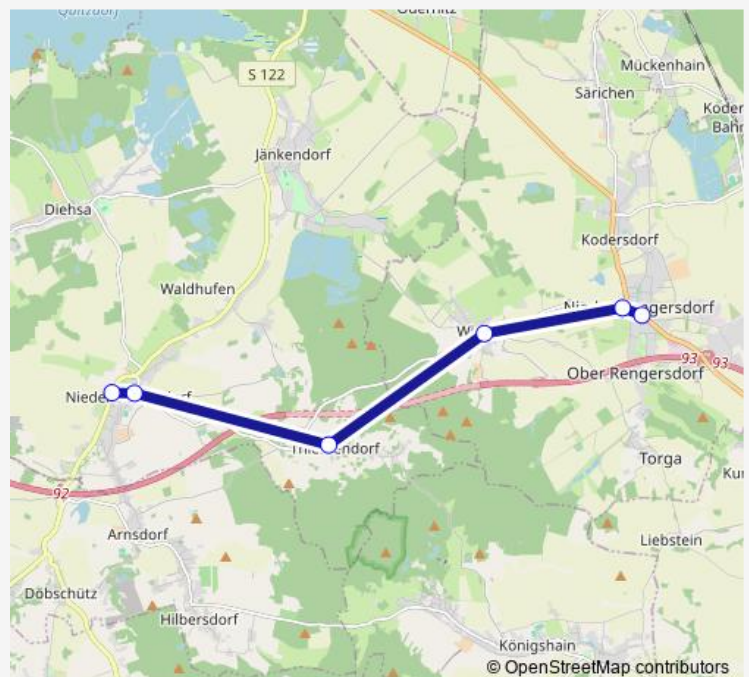 Quitzdorf
S 122
Mückenhain
Särichen
Jänkendorf
Diehsa
Kodersdorf
Waldhufen
93
93
Ober Rengersdorf
Torga
92
Arnsdorf
Liebstein
Döbschütz
Hilbersdorf
Königshain
© OpenStreetMap contributors